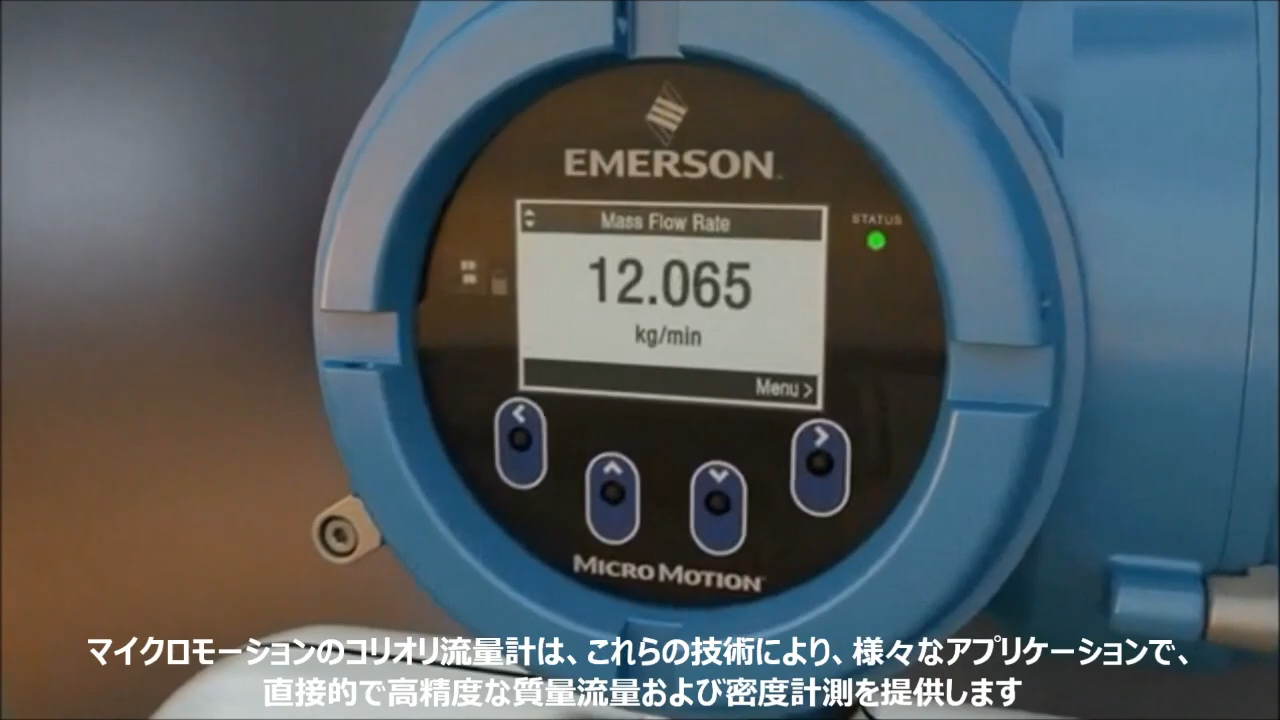 EMERSON
Mass Flow Rate
STATUS
12.065
kg/min
Menu >
MICRO MOTION
マイクロモーションのコリオリ流量計は、これらの技術により、様々なアプリケーションで、
直接的で高精度な質量流量および密度計測を提供します